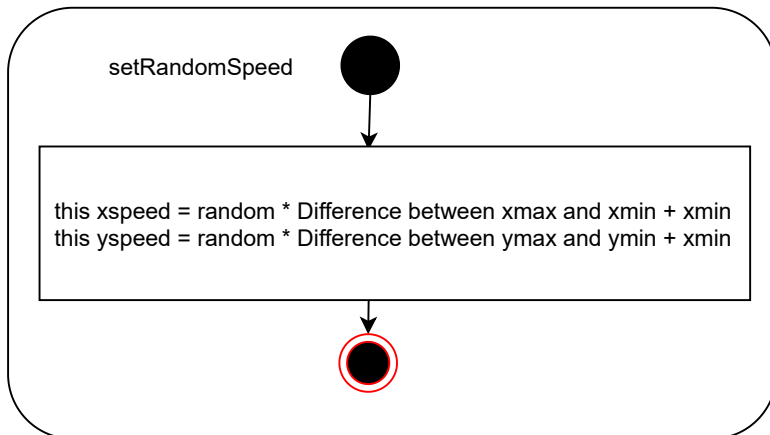 setRandomSpeed
this xspeed = random * Difference between xmax and xmin + xmin
this yspeed = random * Difference between ymax and ymin + xmin